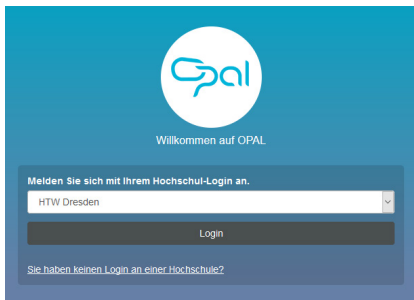 Opal
Willkommen auf OPAL
Melden Sie sich mit Ihrem Hochschul-Login an.
HTW Dresden
Login
Sie haben keinen Login an einer Hochschule?